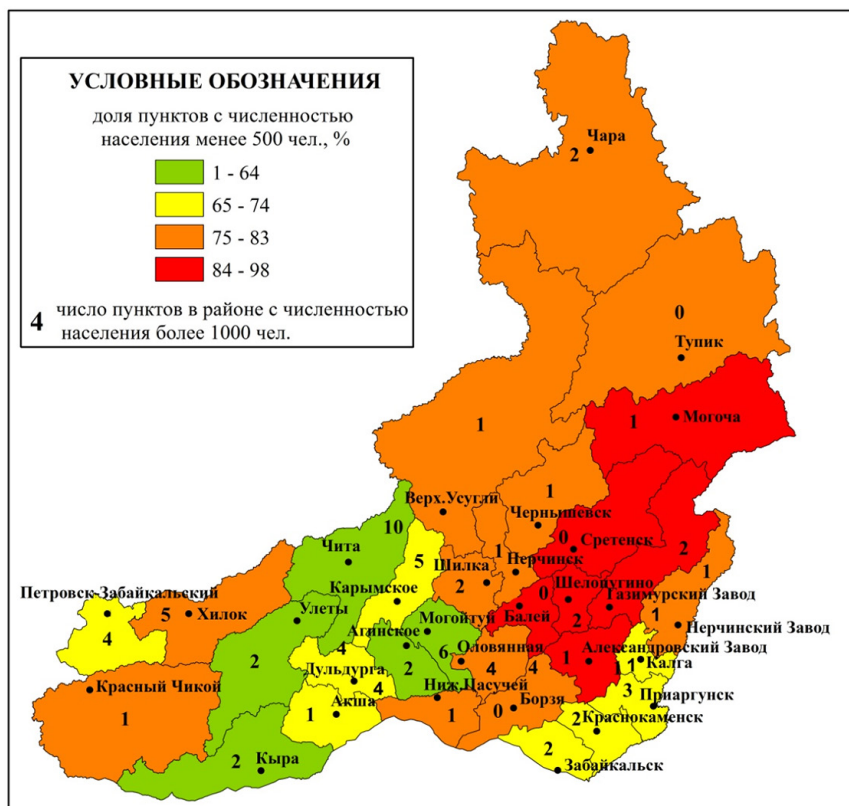 УСЛОВНЫЕ ОБОЗНАЧЕНИЯ
доля пунктов с численностью
населения менее 500 чел., %
1 - 64
65 - 74
75 - 83
84 - 98
4 число пунктов в районе с численностью
населения более 1000 чел.
Чара
2
0
Тупик
1
Могоча
1
Верх.Усугли
1
10
Чернышевск
0
Сретенск
2
Чита
5
1
Шилка
Нерчинск
2
1
Петровск-Забайкальский
Карымское
0
Шелопугино
Газимурский Завод
5
Хилок
Улеты
Могойтуй
Балей
2
1
4
Агинское
Нерчинский Завод
4
6
Оловянная
Александровский Завод
2
2
4
4
1
1
1
Калга
Дульдурга
4
Красный Чикой
Ниж.Цасучей
3
Приаргунск
1
1
Акша
1
0
Борзя
2
Краснокаменск
2
Кыра
2
Забайкальск